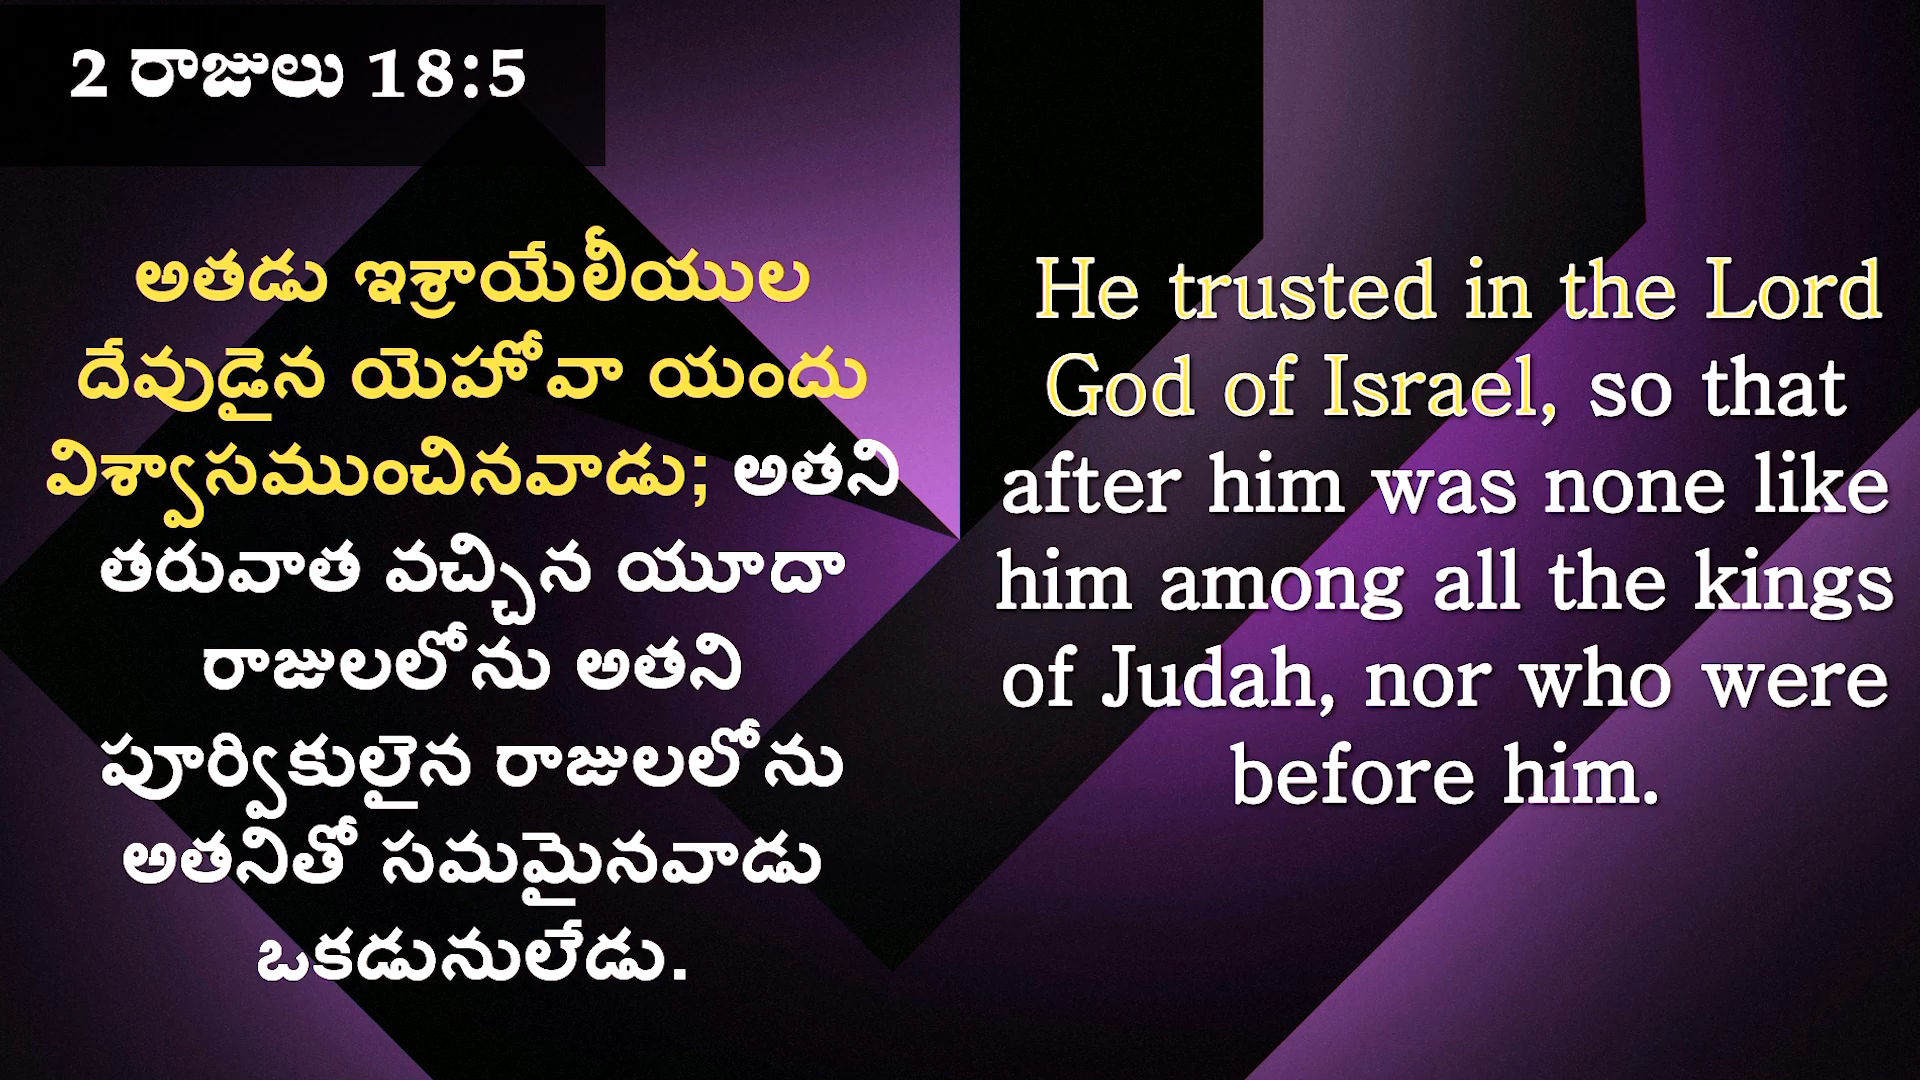 2 రాజులు 18:5
అతడు ఇశ్రాయేలీయుల
దేవుడైన యెహోవా యందు
విశ్వాసముంచినవాడు; అతని
తరువాత వచ్చిన యూదా
రాజులలోను అతని
పూర్వికులైన రాజులలోను
అతనితో సమమైనవాడు
ఒకడునులేడు.
He trusted in the Lord
God of Israel, so that
after him was none like
him among all the kings
of Judah, nor who were
before him.